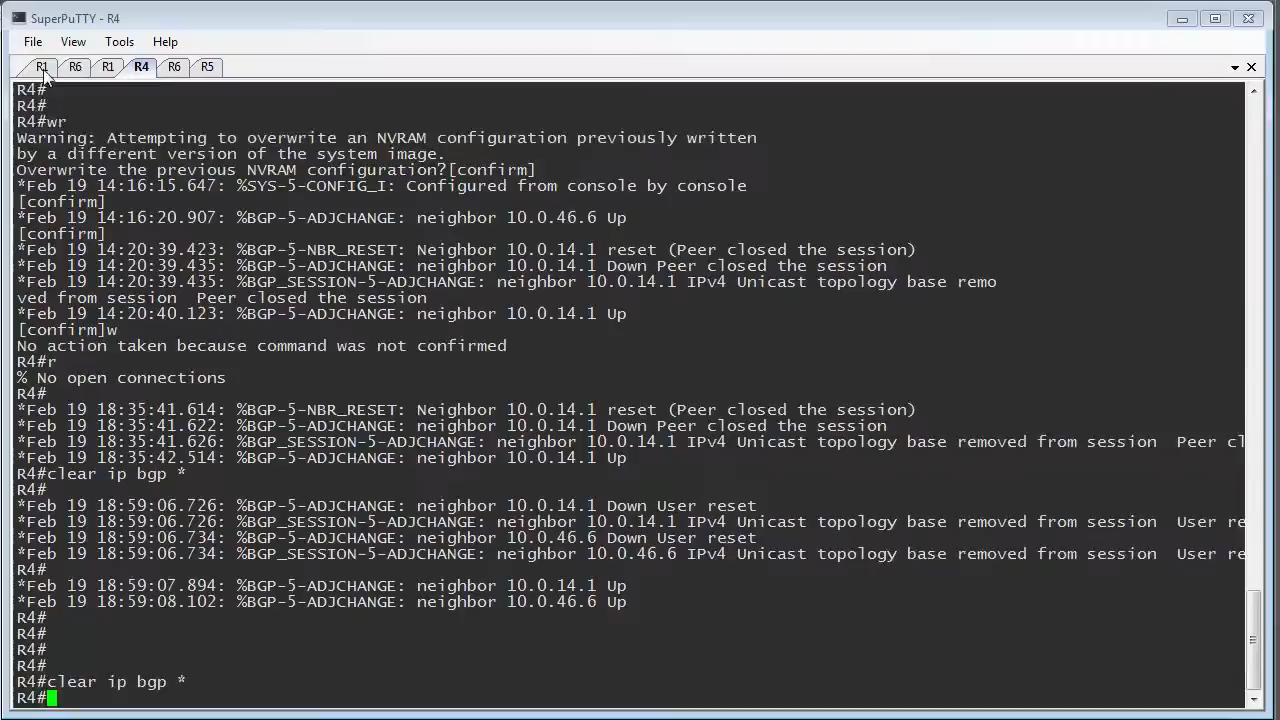 SuperPuTTY - R4
File View Tools Help
R1 R6 R1 R4 R6 R5
R4#
R4#
R4#wr
Warning: Attempting to overwrite an NVRAM configuration previously written
by a different version of the system image.
Overwrite the previous NVRAM configuration?[confirm]
*Feb 19 14:16:15.647: %SYS-5-CONFIG_I: Configured from console by console
[confirm]
*Feb 19 14:16:20.907: %BGP-5-ADJCHANGE: neighbor 10.0.46.6 Up
[confirm]
*Feb 19 14:20:39.423: %BGP-5-NBR_RESET: Neighbor 10.0.14.1 reset (Peer closed the session)
*Feb 19 14:20:39.435: %BGP-5-ADJCHANGE: neighbor 10.0.14.1 Down Peer closed the session
*Feb 19 14:20:39.435: %BGP_SESSION-5-ADJCHANGE: neighbor 10.0.14.1 IPv4 Unicast topology base remo
ved from session  Peer closed the session
*Feb 19 14:20:40.123: %BGP-5-ADJCHANGE: neighbor 10.0.14.1 Up
[confirm]w
No action taken because command was not confirmed
R4#r
% No open connections
R4#
*Feb 19 18:35:41.614: %BGP-5-NBR_RESET: Neighbor 10.0.14.1 reset (Peer closed the session)
*Feb 19 18:35:41.622: %BGP-5-ADJCHANGE: neighbor 10.0.14.1 Down Peer closed the session
*Feb 19 18:35:41.626: %BGP_SESSION-5-ADJCHANGE: neighbor 10.0.14.1 IPv4 Unicast topology base removed from session  Peer cl
*Feb 19 18:35:42.514: %BGP-5-ADJCHANGE: neighbor 10.0.14.1 Up
R4#clear ip bgp *
R4#
*Feb 19 18:59:06.726: %BGP-5-ADJCHANGE: neighbor 10.0.14.1 Down User reset
*Feb 19 18:59:06.726: %BGP_SESSION-5-ADJCHANGE: neighbor 10.0.14.1 IPv4 Unicast topology base removed from session  User re
*Feb 19 18:59:06.734: %BGP-5-ADJCHANGE: neighbor 10.0.46.6 Down User reset
*Feb 19 18:59:06.734: %BGP_SESSION-5-ADJCHANGE: neighbor 10.0.46.6 IPv4 Unicast topology base removed from session  User re
R4#
*Feb 19 18:59:07.894: %BGP-5-ADJCHANGE: neighbor 10.0.14.1 Up
*Feb 19 18:59:08.102: %BGP-5-ADJCHANGE: neighbor 10.0.46.6 Up
R4#
R4#
R4#
R4#
R4#clear ip bgp *
R4#